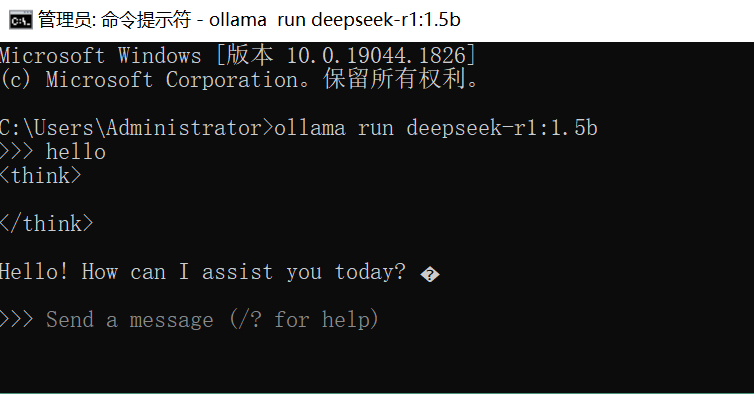 管理员: 命令提示符 - ollama  run deepseek-r1:1.5b
Microsoft Windows [版本 10.0.19044.1826]
(c) Microsoft Corporation。保留所有权利。
C:\Users\Administrator>ollama run deepseek-r1:1.5b
>>> hello
<think>
</think>
Hello! How can I assist you today? �
>>> Send a message (/? for help)